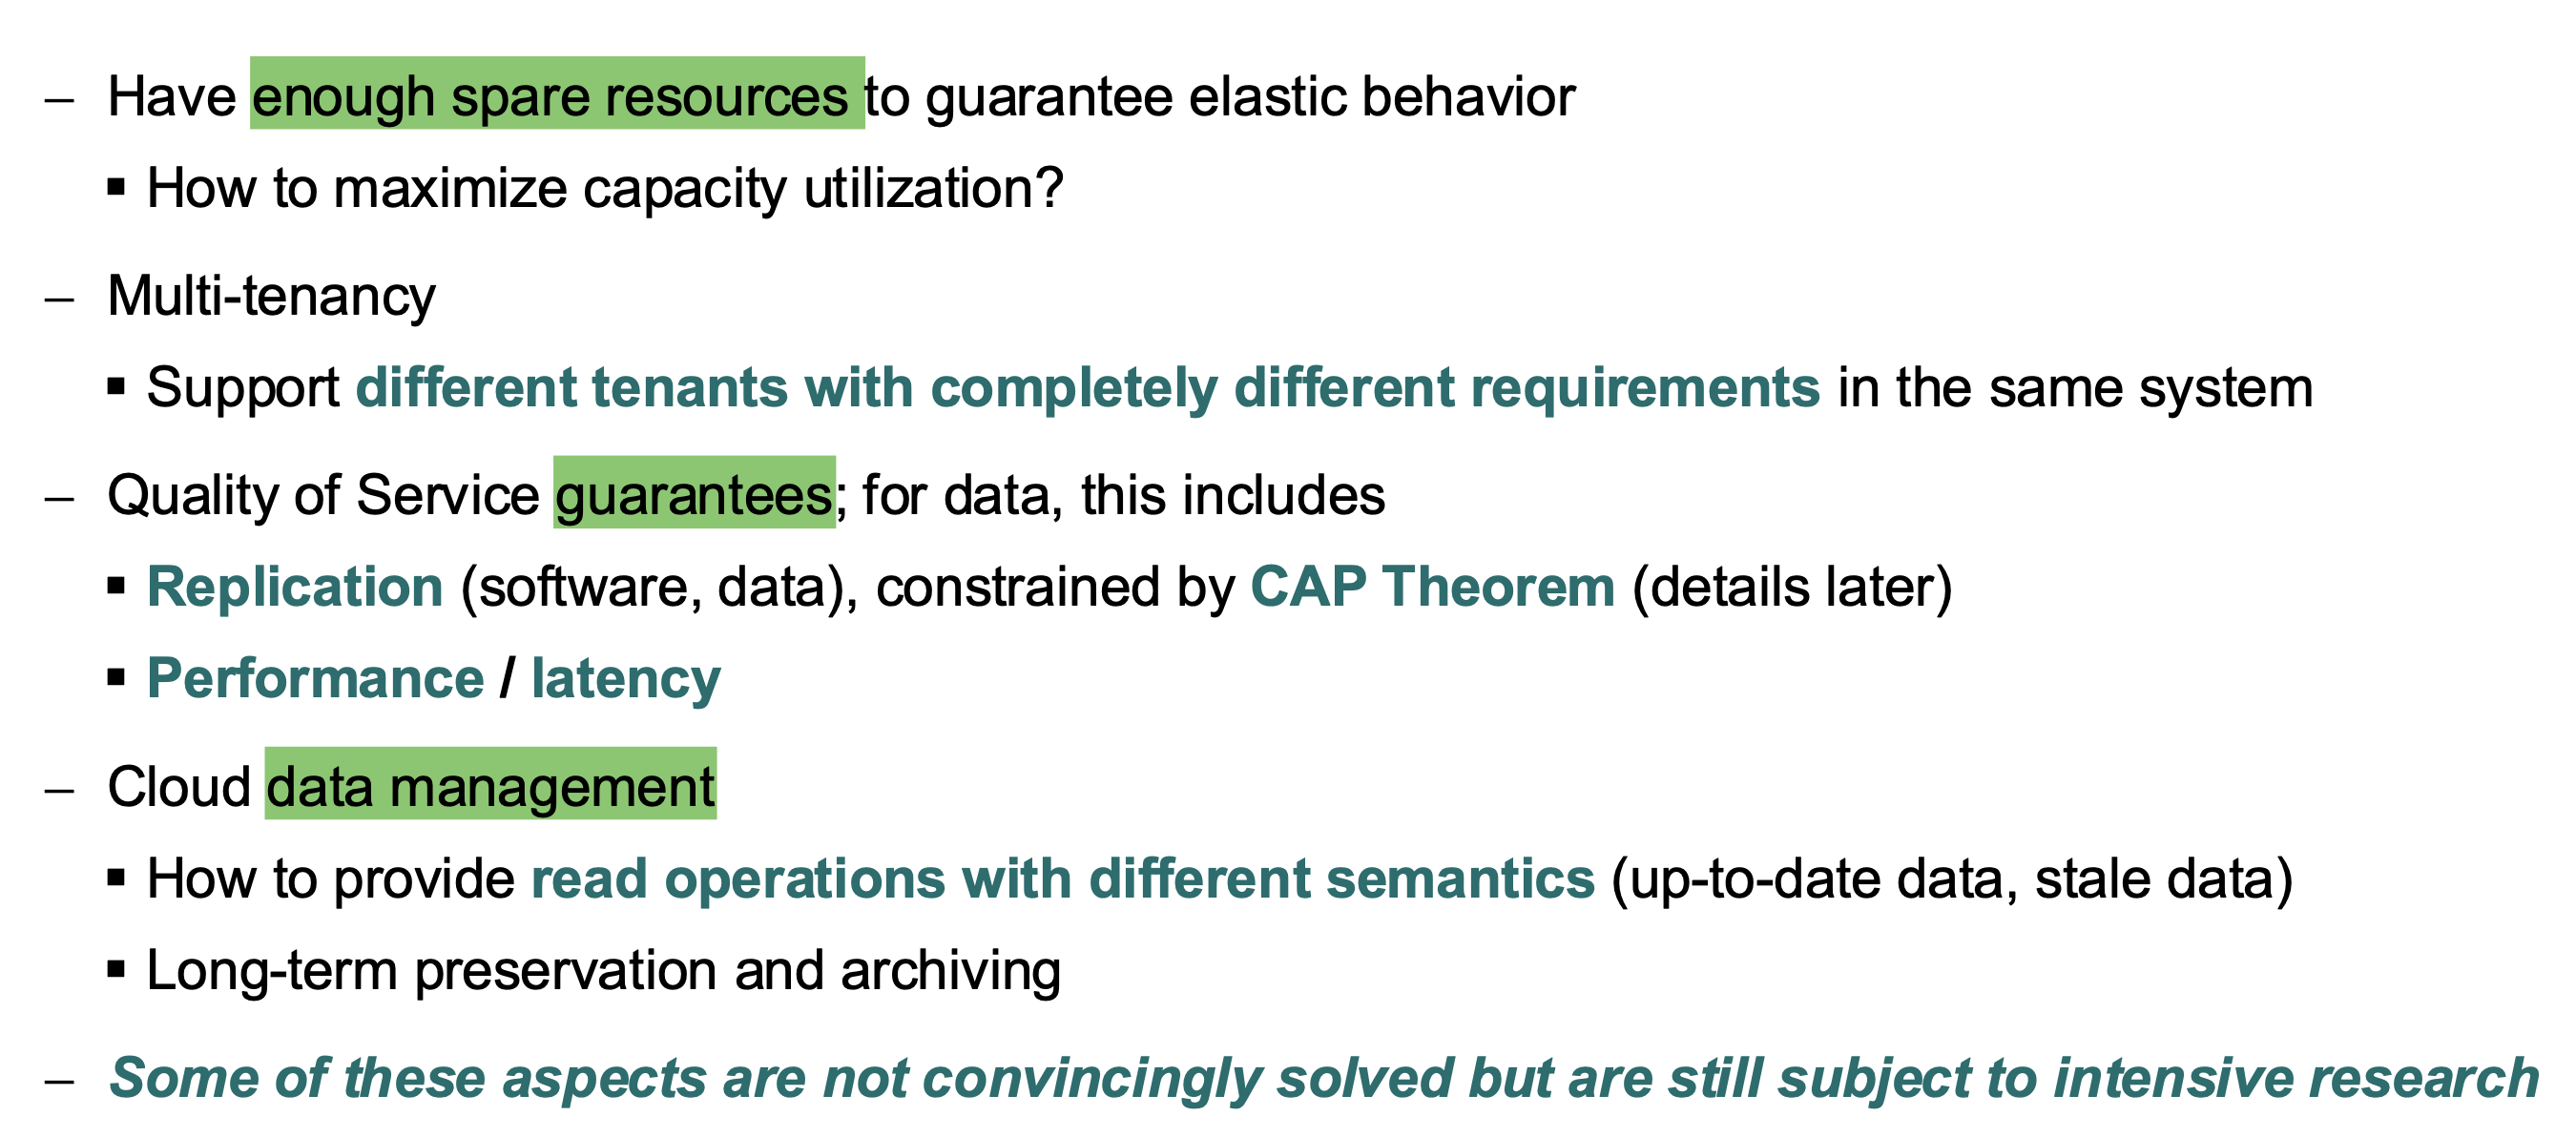 – Have enough spare resources to guarantee elastic behavior
▪ How to maximize capacity utilization?
– Multi-tenancy
▪ Support different tenants with completely different requirements in the same system
– Quality of Service guarantees; for data, this includes
▪ Replication (software, data), constrained by CAP Theorem (details later)
▪ Performance / latency
– Cloud data management
▪ How to provide read operations with different semantics (up-to-date data, stale data)
▪ Long-term preservation and archiving
– Some of these aspects are not convincingly solved but are still subject to intensive research